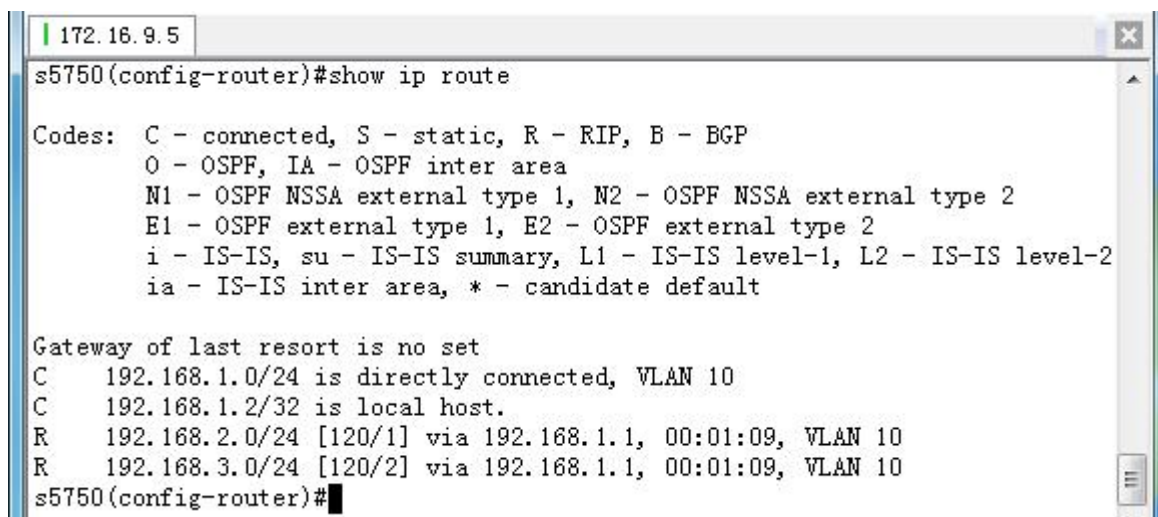 172.16.9.5
s5750(config-router)#show ip route
Codes:  C - connected, S - static, R - RIP, B - BGP
        O - OSPF, IA - OSPF inter area
        N1 - OSPF NSSA external type 1, N2 - OSPF NSSA external type 2
        E1 - OSPF external type 1, E2 - OSPF external type 2
        i - IS-IS, su - IS-IS summary, L1 - IS-IS level-1, L2 - IS-IS level-2
        ia - IS-IS inter area, * - candidate default
Gateway of last resort is no set
C    192.168.1.0/24 is directly connected, VLAN 10
C    192.168.1.2/32 is local host.
R    192.168.2.0/24 [120/1] via 192.168.1.1, 00:01:09, VLAN 10
R    192.168.3.0/24 [120/2] via 192.168.1.1, 00:01:09, VLAN 10
s5750(config-router)#